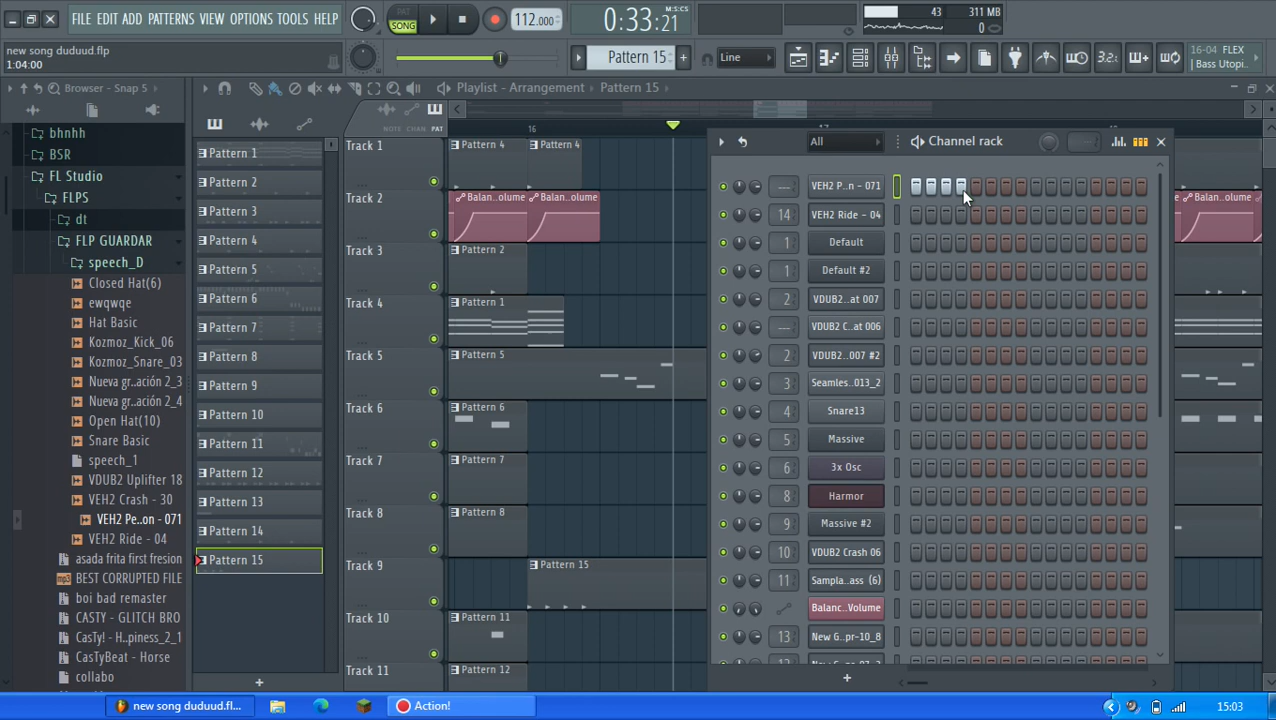 FILE EDIT ADD PATTERNS VIEW OPTIONS TOOLS HELP
PAT
SONG
112.000
0:33:21
M:S:CS
43
311 MB
0
new song duduud.flp
1:04:00
Pattern 15
+
Line
3.2
16-04 FLEX
| Bass Utopi..
Browser - Snap 5
Playlist - Arrangement
Pattern 15
bhnhh
BSR
FL Studio
FLPS
dt
FLP GUARDAR
speech_D
Closed Hat(6)
ewqwqe
Hat Basic
Kozmoz_Kick_06
Kozmoz_Snare_03
Nueva gr..ación 2_3
Nueva gr..ación 2_4
Open Hat(10)
Snare Basic
speech_1
VDUB2 Uplifter 18
VEH2 Crash - 30
VEH2 Pe..on - 071
VEH2 Ride - 04
asada frita first fresion
BEST CORRUPTED FILE
boi bad remaster
CASTY - GLITCH BRO
CasTy! - H..piness_2_1
CasTyBeat - Horse
collabo
Pattern 1
Pattern 2
Pattern 3
Pattern 4
Pattern 5
Pattern 6
Pattern 7
Pattern 8
Pattern 9
Pattern 10
Pattern 11
Pattern 12
Pattern 13
Pattern 14
Pattern 15
+
NOTE CHAN PAT
16
17
Track 1
Pattern 4
Pattern 4
Track 2
Balan..olume
Balan..olume
Track 3
Pattern 2
Track 4
Pattern 1
Track 5
Pattern 5
Track 6
Pattern 6
Track 7
Pattern 7
Track 8
Pattern 8
Track 9
Pattern 15
Track 10
Pattern 11
Track 11
Pattern 12
All
Channel rack
--- VEH2 P..n - 071
14 VEH2 Ride - 04
1 Default
1 Default #2
2 VDUB2..at 007
--- VDUB2 C..at 006
2 VDUB2..007 #2
3 Seamles..013_2
4 Snare13
5 Massive
6 3x Osc
8 Harmor
9 Massive #2
10 VDUB2 Crash 06
11 Sampla..ass (6)
Balanc..Volume
13 New G..pr-10_8
+
new song duduud.fl...
Action!
15:03